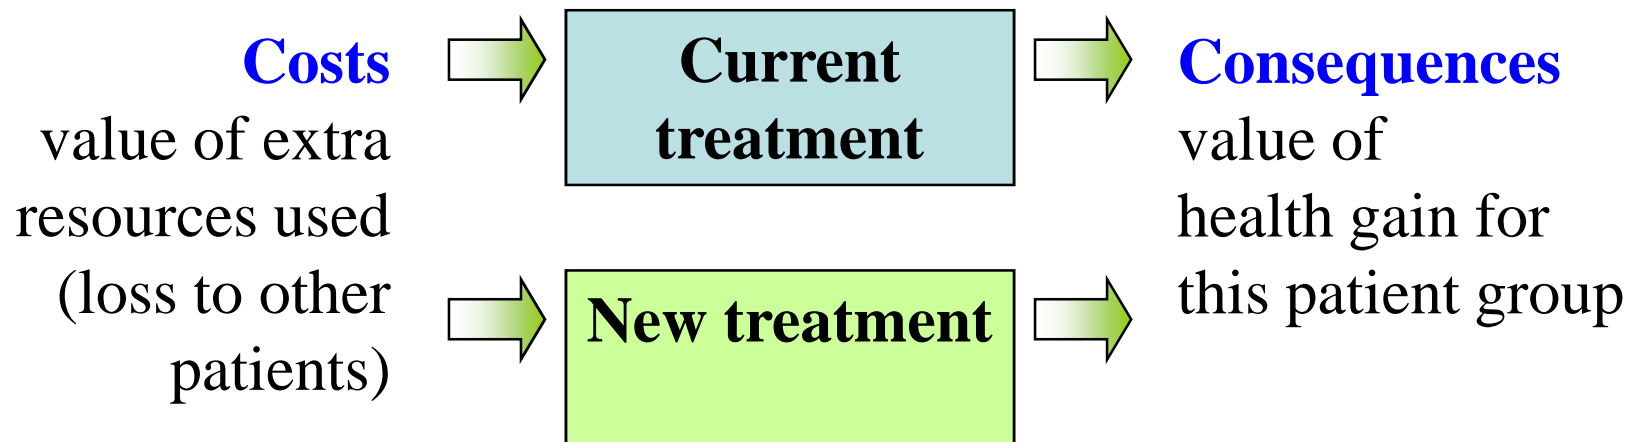 Costs
value of extra
resources used
(loss to other
patients)
Current
treatment
New treatment
Consequences
value of
health gain for
this patient group